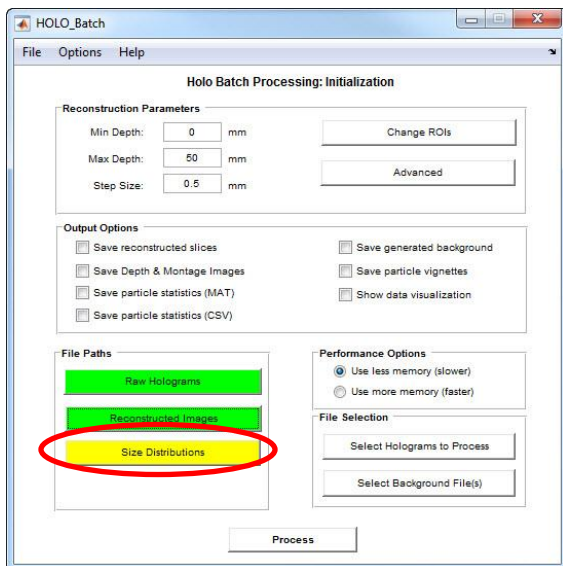 HOLO_Batch
File Options Help
Holo Batch Processing: Initialization
Reconstruction Parameters
Min Depth: 0 mm
Max Depth: 50 mm
Step Size: 0.5 mm
Change ROIs
Advanced
Output Options
Save reconstructed slices
Save Depth & Montage Images
Save particle statistics (MAT)
Save particle statistics (CSV)
Save generated background
Save particle vignettes
Show data visualization
File Paths
Raw Holograms
Reconstructed Images
Size Distributions
Performance Options
Use less memory (slower)
Use more memory (faster)
File Selection
Select Holograms to Process
Select Background File(s)
Process